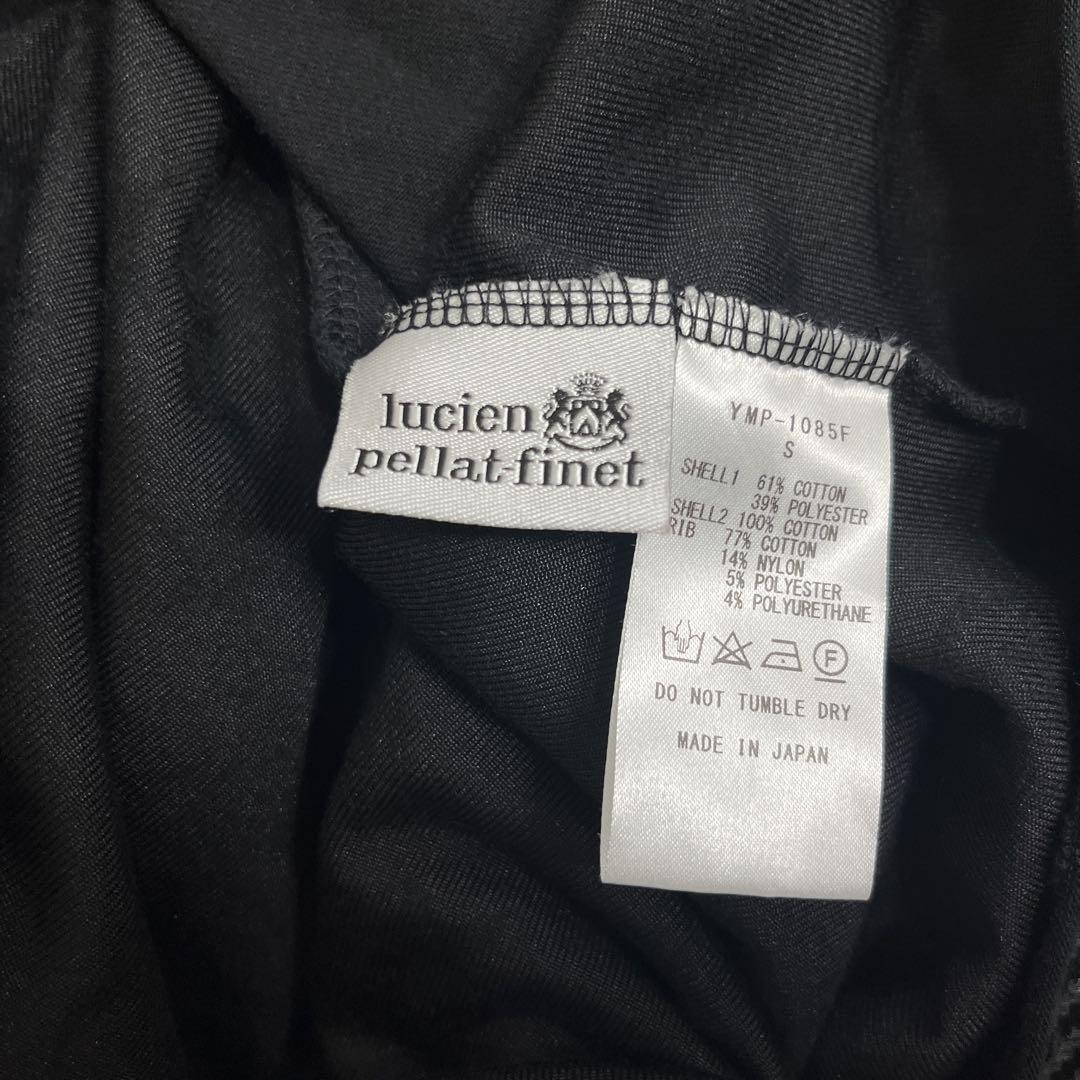 lucien
pellat-finet
YMP-1085F
S
SHELL1 61% COTTON
39% POLYESTER
SHELL2 100% COTTON
RIB 77% COTTON
14% NYLON
5% POLYESTER
4% POLYURETHANE
F
DO NOT TUMBLE DRY
MADE IN JAPAN